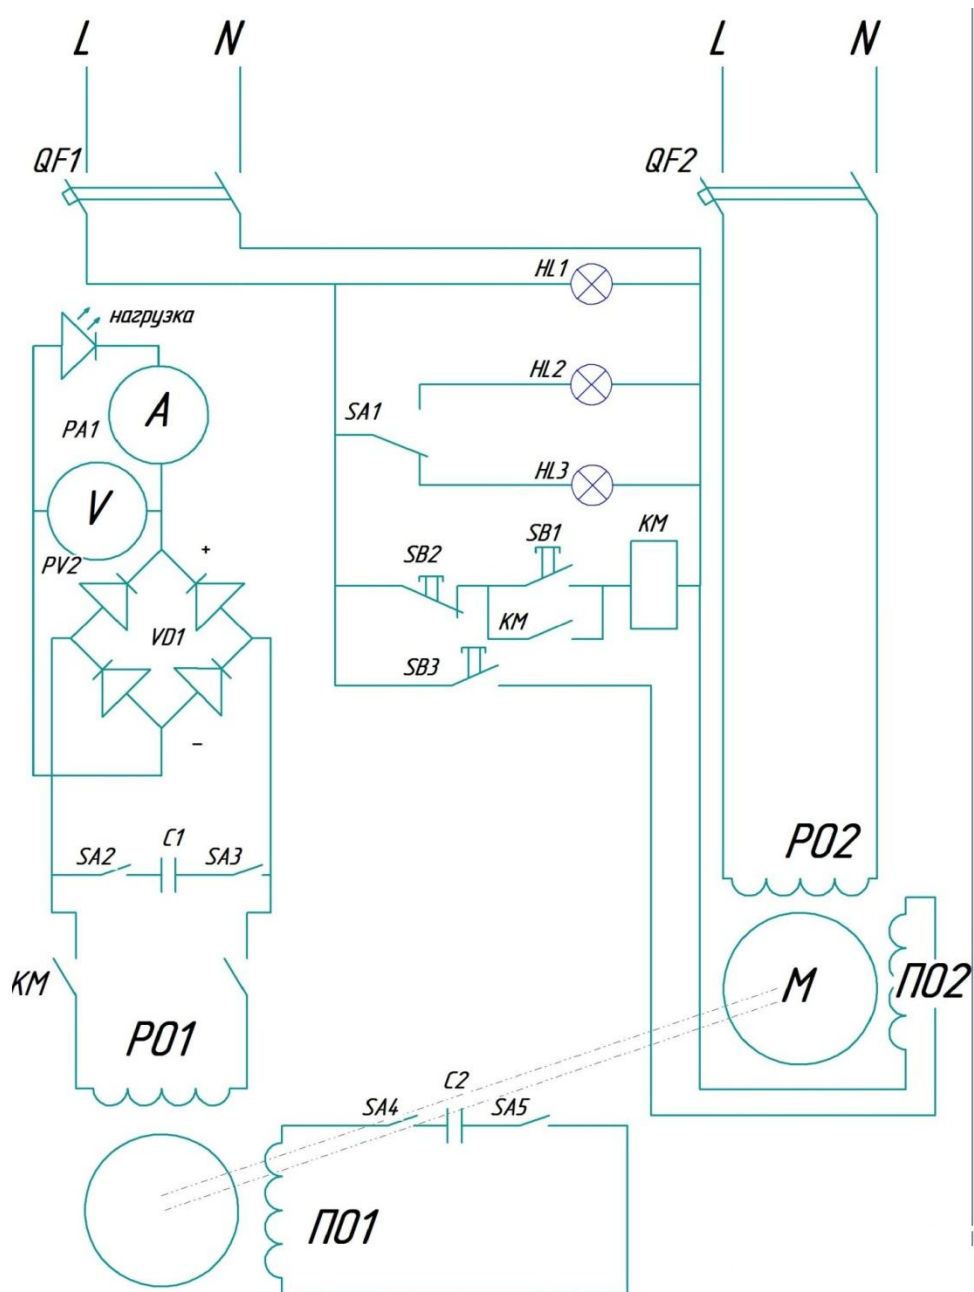 L N L N
QF1 QF2
HL1
нагрузка
HL2
SA1
PA1 A
HL3
V
PV2
+
SB2 SB1 KM
KM
VD1
SB3
−
C1
SA2 SA3
PO2
KM
M ПО2
PO1
C2
SA4 SA5
ПО1